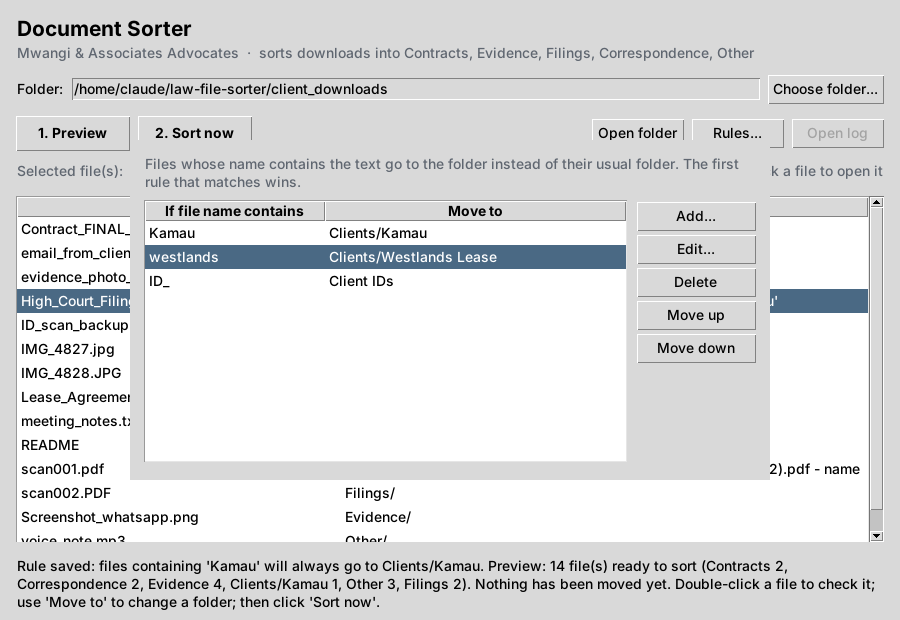 Document Sorter
Mwangi & Associates Advocates · sorts downloads into Contracts, Evidence, Filings, Correspondence, Other
Folder: /home/claude/law-file-sorter/client_downloads Choose folder...
1. Preview 2. Sort now Open folder Rules... Open log
Selected file(s): k a file to open it
Files whose name contains the text go to the folder instead of their usual folder. The first
rule that matches wins.
If file name contains Move to
Kamau Clients/Kamau
westlands Clients/Westlands Lease
ID_ Client IDs
Add...
Edit...
Delete
Move up
Move down
Contract_FINAL_
email_from_clien
evidence_photo_
High_Court_Filing u'
ID_scan_backup
IMG_4827.jpg
IMG_4828.JPG
Lease_Agreemen
meeting_notes.tx
README
scan001.pdf 2).pdf - name
scan002.PDF Filings/
Screenshot_whatsapp.png Evidence/
voice_note.mp3 Other/
Rule saved: files containing 'Kamau' will always go to Clients/Kamau. Preview: 14 file(s) ready to sort (Contracts 2,
Correspondence 2, Evidence 4, Clients/Kamau 1, Other 3, Filings 2). Nothing has been moved yet. Double-click a file to check it;
use 'Move to' to change a folder; then click 'Sort now'.